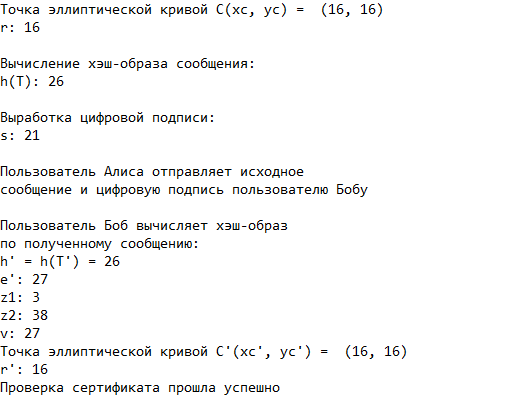 Точка эллиптической кривой C(xc, yc) =  (16, 16)
r: 16
Вычисление хэш-образа сообщения:
h(T): 26
Выработка цифровой подписи:
s: 21
Пользователь Алиса отправляет исходное
сообщение и цифровую подпись пользователю Бобу
Пользователь Боб вычисляет хэш-образ
по полученному сообщению:
h' = h(T') = 26
e': 27
z1: 3
z2: 38
v: 27
Точка эллиптической кривой C'(xc', yc') =  (16, 16)
r': 16
Проверка сертификата прошла успешно